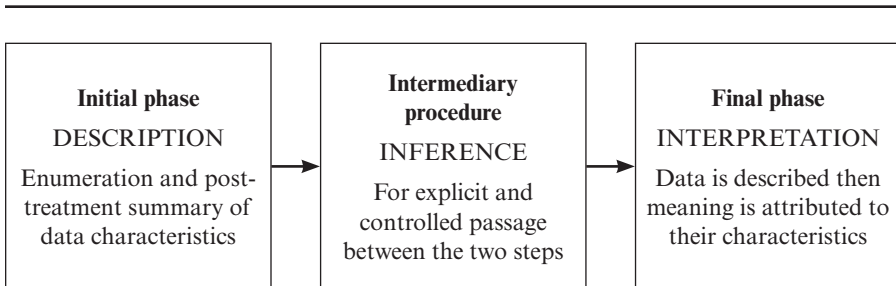 Initial phase
DESCRIPTION
Enumeration and post-
treatment summary of
data characteristics
Intermediary
procedure
INFERENCE
For explicit and
controlled passage
between the two steps
Final phase
INTERPRETATION
Data is described then
meaning is attributed to
their characteristics